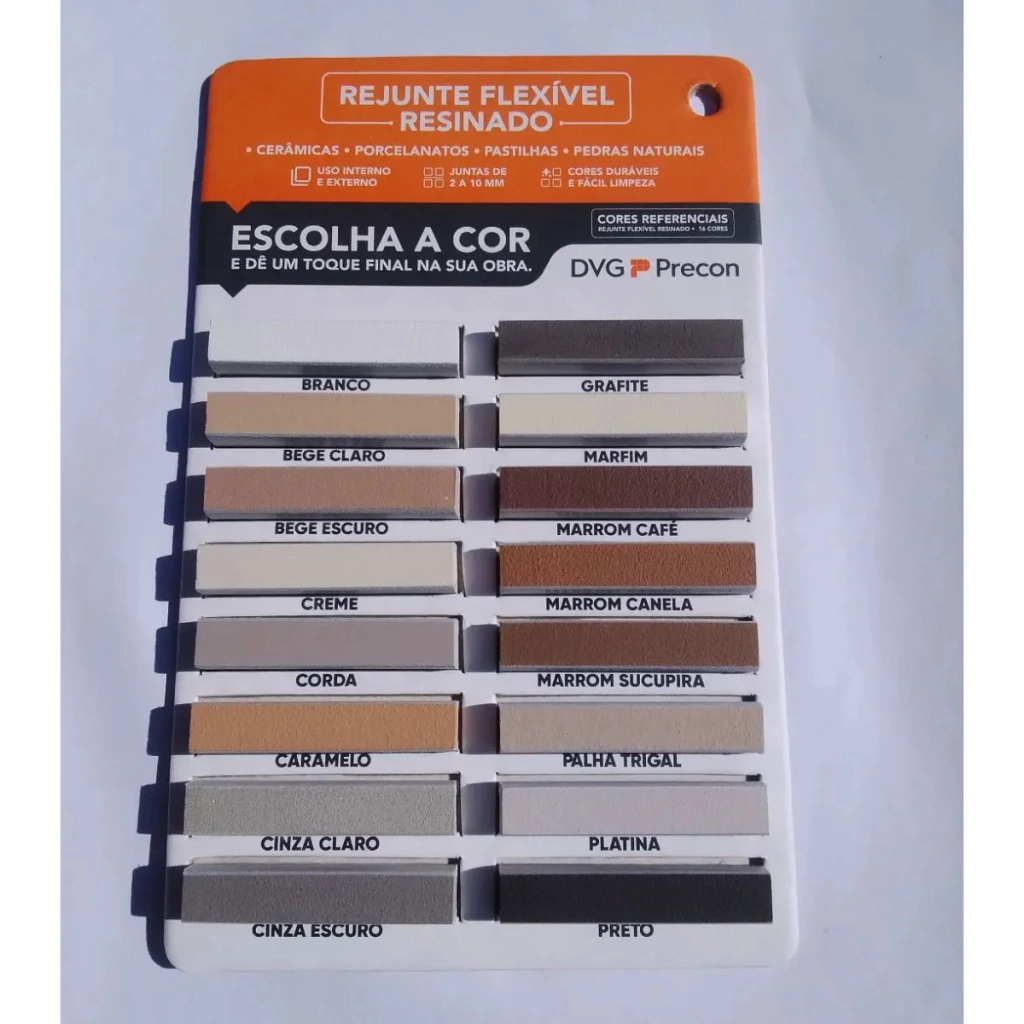 REJUNTE FLEXÍVEL
RESINADO
• CERÂMICAS • PORCELANATOS • PASTILHAS • PEDRAS NATURAIS
USO INTERNO
E EXTERNO
JUNTAS DE
2 A 10 MM
CORES DURÁVEIS
E FÁCIL LIMPEZA
CORES REFERENCIAIS
REJUNTE FLEXÍVEL RESINADO • 16 CORES
ESCOLHA A COR
E DÊ UM TOQUE FINAL NA SUA OBRA.
DVG Precon
BRANCO
GRAFITE
BEGE CLARO
MARFIM
BEGE ESCURO
MARROM CAFÉ
CREME
MARROM CANELA
CORDA
MARROM SUCUPIRA
CARAMELO
PALHA TRIGAL
CINZA CLARO
PLATINA
CINZA ESCURO
PRETO